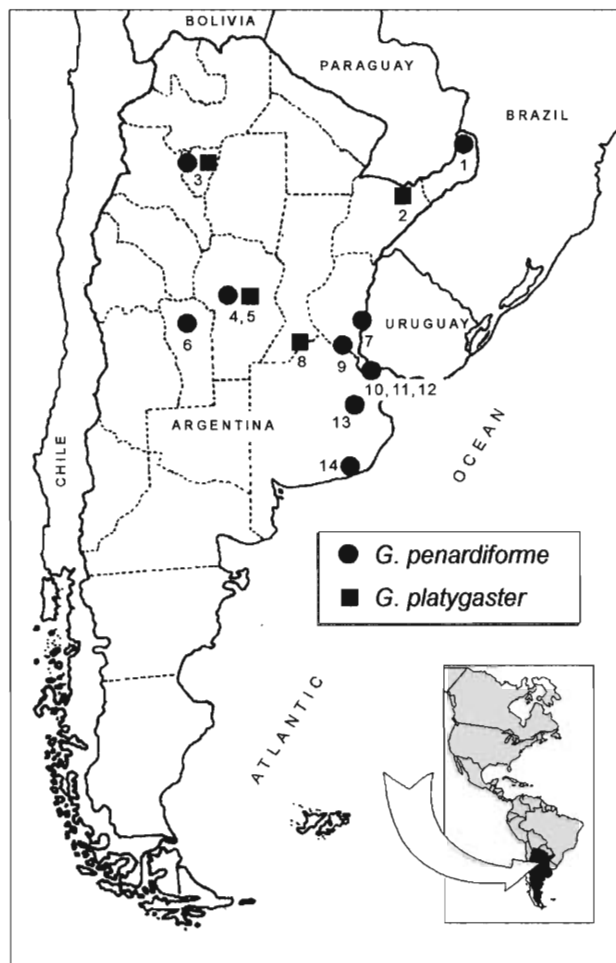 BOLIVIA
PARAGUAY
BRAZIL
1
3
2
4, 5
6
7
URUGUAY
8
9
10, 11, 12
13
ARGENTINA
CHILE
14
OCEAN
G. penardiforme
G. platygaster
ATLANTIC